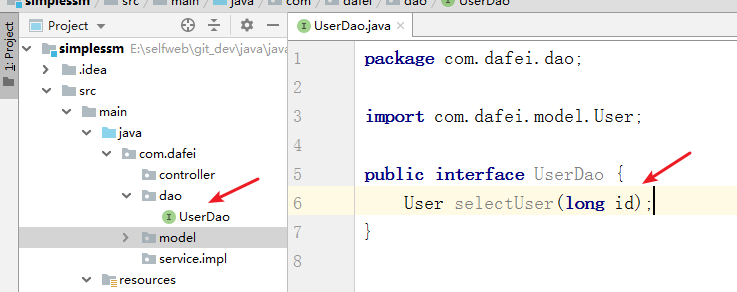 simplessm src main java com dafei dao UserDao
1: Project
Project
simplessm E:\selfweb\git_dev\java\java
.idea
src
main
java
com.dafei
controller
dao
UserDao
model
service.impl
resources
UserDao.java
1 package com.dafei.dao;
2
3 import com.dafei.model.User;
4
5 public interface UserDao {
6 User selectUser(long id);
7 }
8